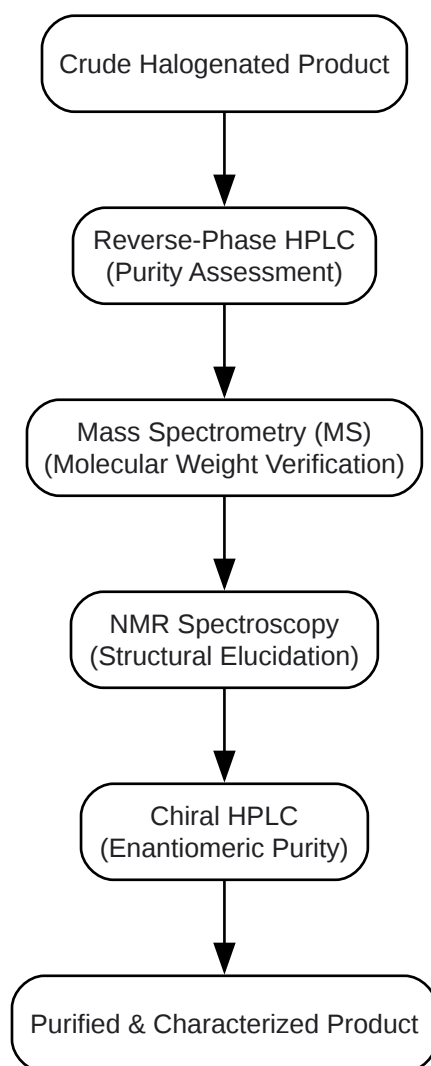 Crude Halogenated Product
Reverse-Phase HPLC
(Purity Assessment)
Mass Spectrometry (MS)
(Molecular Weight Verification)
NMR Spectroscopy
(Structural Elucidation)
Chiral HPLC
(Enantiomeric Purity)
Purified & Characterized Product